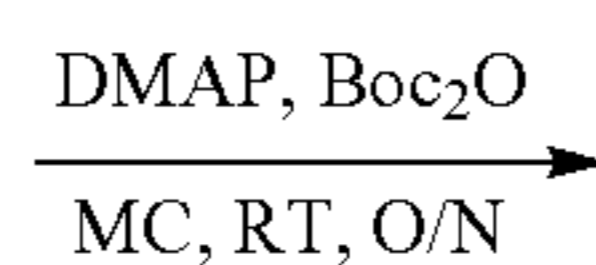 DMAP, Boc₂O
MC, RT, O/N